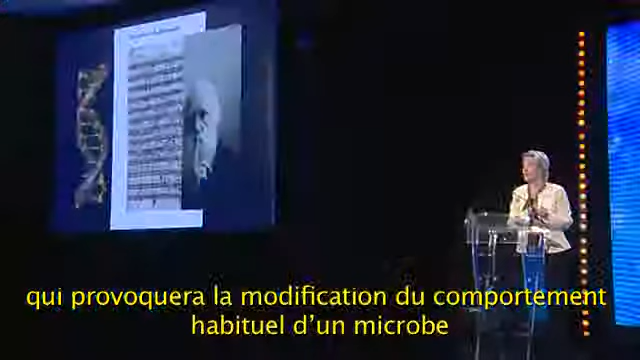 qui provoquera la modification du comportement
habituel d'un microbe